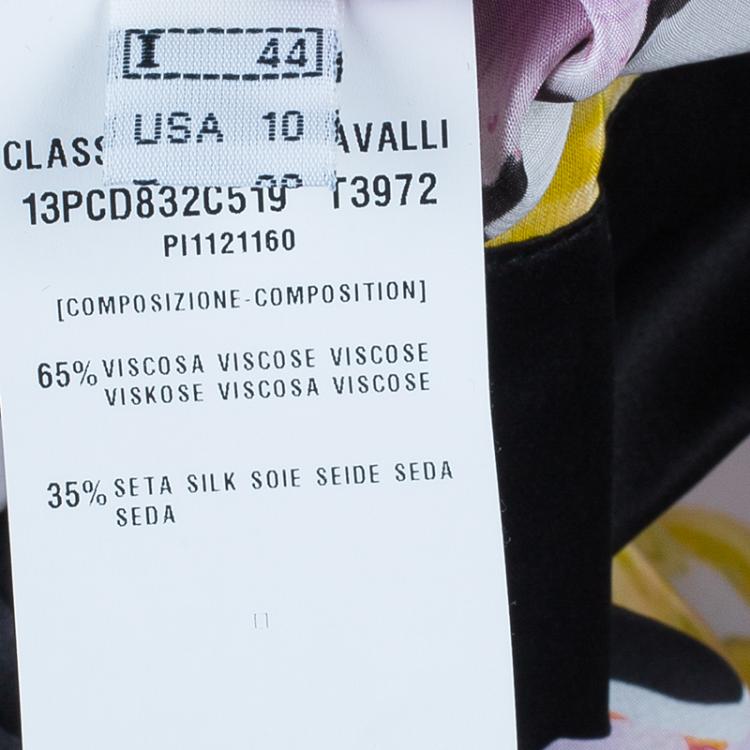 I 44
USA 10
CLASS AVALLI
13PCD832C519 T3972
PI1121160
[COMPOSIZIONE-COMPOSITION]
65% VISCOSA VISCOSE VISCOSE
VISKOSE VISCOSA VISCOSE
35% SETA SILK SOIE SEIDE SEDA
SEDA